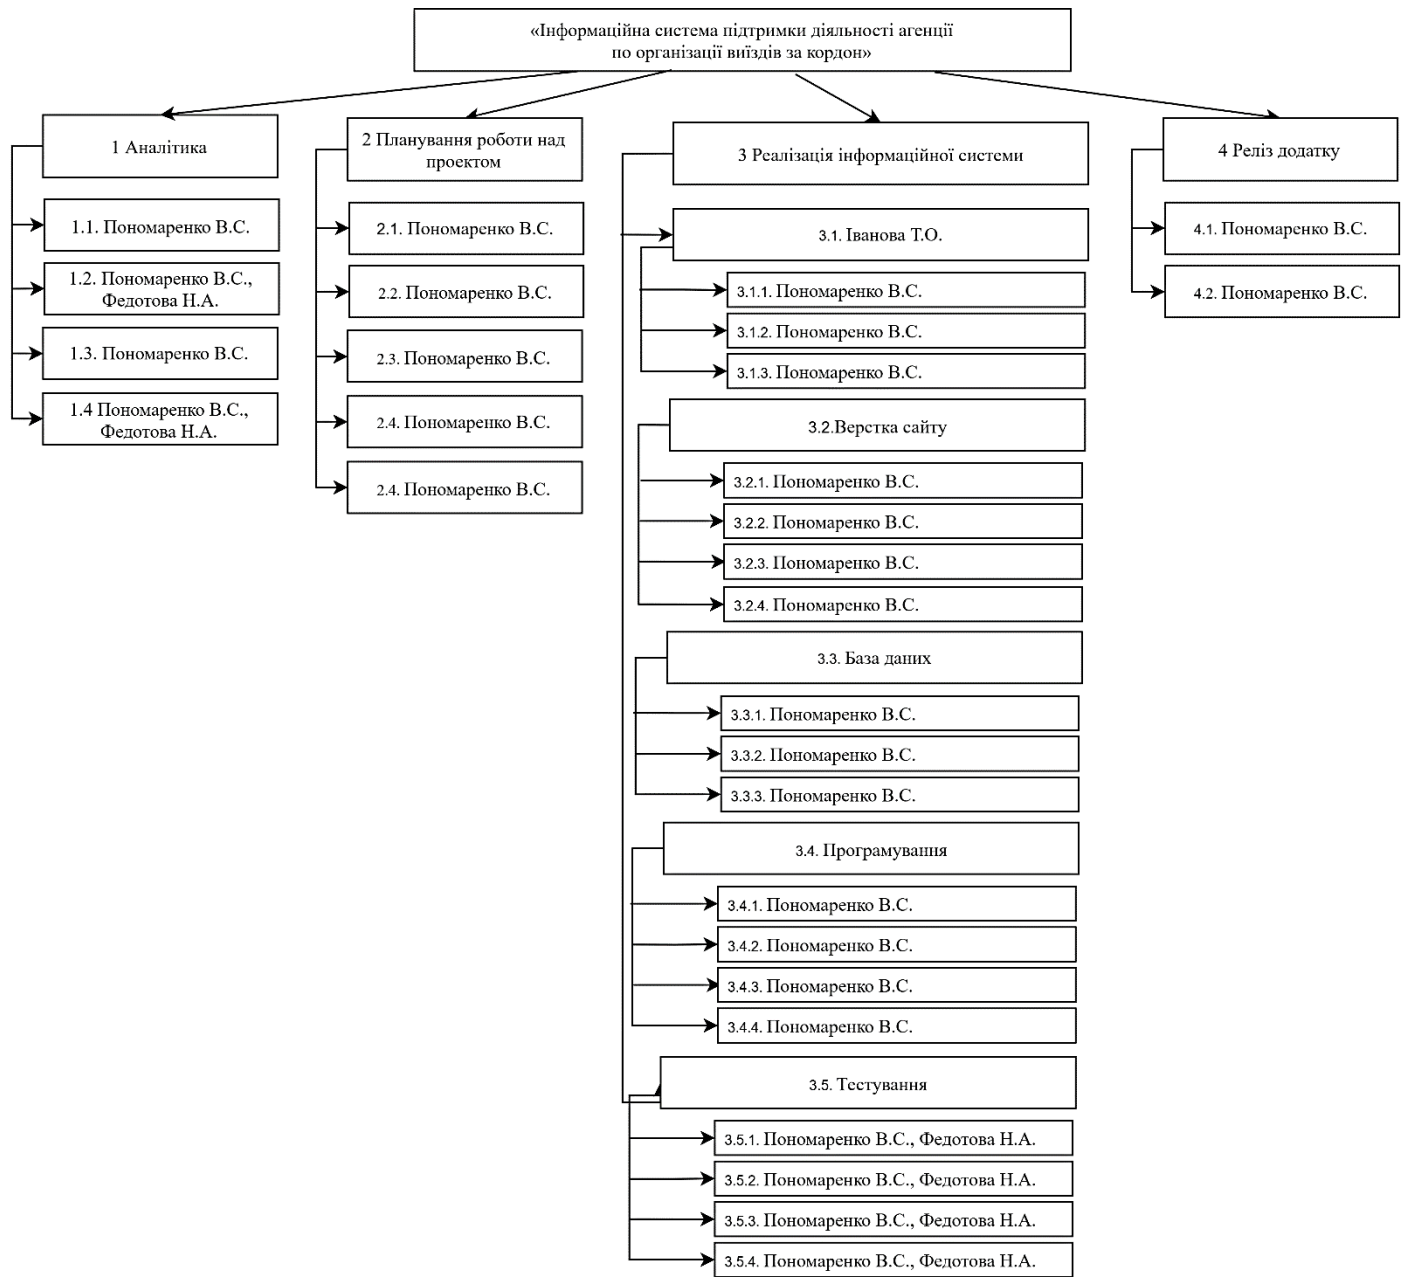 «Інформаційна система підтримки діяльності агенції
по організації виїздів за кордон»
1 Аналітика
1.1. Пономаренко В.С.
1.2. Пономаренко В.С.,
Федотова Н.А.
1.3. Пономаренко В.С.
1.4 Пономаренко В.С.,
Федотова Н.А.
2 Планування роботи над
проектом
2.1. Пономаренко В.С.
2.2. Пономаренко В.С.
2.3. Пономаренко В.С.
2.4. Пономаренко В.С.
2.4. Пономаренко В.С.
3 Реалізація інформаційної системи
3.1. Іванова Т.О.
3.1.1. Пономаренко В.С.
3.1.2. Пономаренко В.С.
3.1.3. Пономаренко В.С.
3.2.Верстка сайту
3.2.1. Пономаренко В.С.
3.2.2. Пономаренко В.С.
3.2.3. Пономаренко В.С.
3.2.4. Пономаренко В.С.
3.3. База даних
3.3.1. Пономаренко В.С.
3.3.2. Пономаренко В.С.
3.3.3. Пономаренко В.С.
3.4. Програмування
3.4.1. Пономаренко В.С.
3.4.2. Пономаренко В.С.
3.4.3. Пономаренко В.С.
3.4.4. Пономаренко В.С.
3.5. Тестування
3.5.1. Пономаренко В.С., Федотова Н.А.
3.5.2. Пономаренко В.С., Федотова Н.А.
3.5.3. Пономаренко В.С., Федотова Н.А.
3.5.4. Пономаренко В.С., Федотова Н.А.
4 Реліз додатку
4.1. Пономаренко В.С.
4.2. Пономаренко В.С.